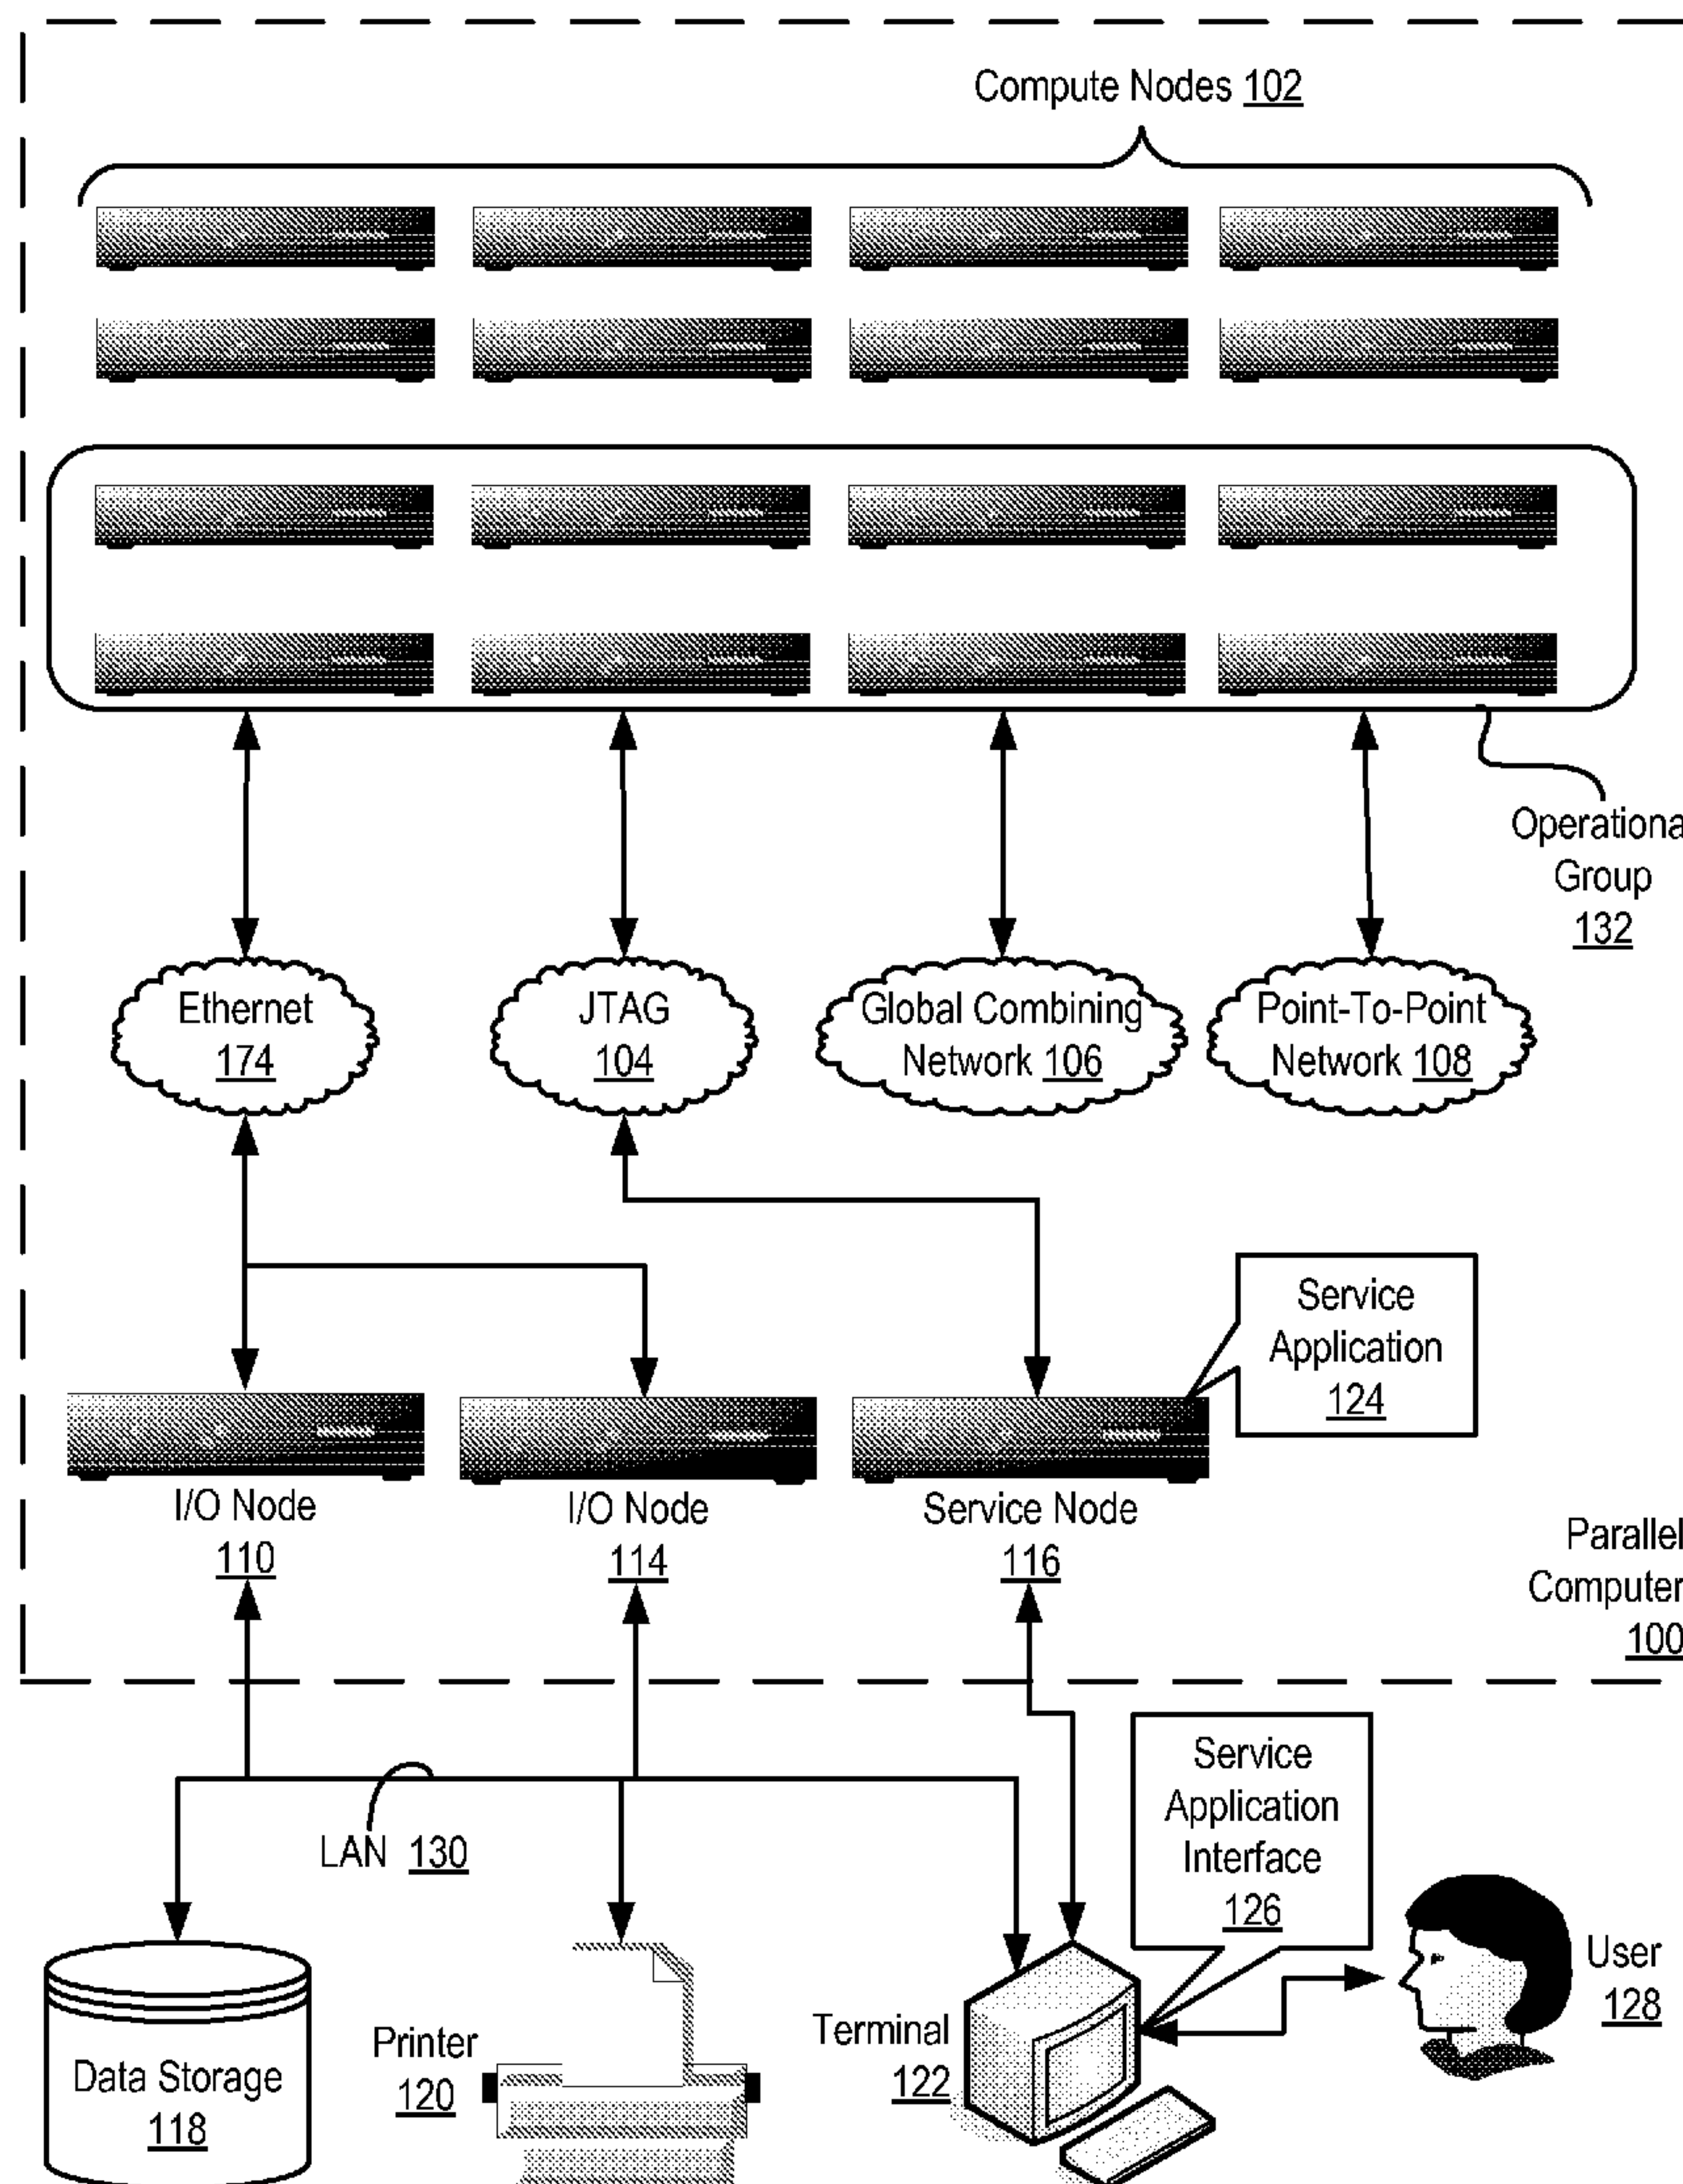 Compute Nodes 102
Operationa
Group
132
Ethernet
174
JTAG
104
Global Combining
Network 106
Point-To-Point
Network 108
Service
Application
124
I/O Node
110
I/O Node
114
Service Node
116
Parallel
Computer
100
Service
Application
Interface
126
LAN 130
User
128
Data Storage
118
Printer
120
Terminal
122